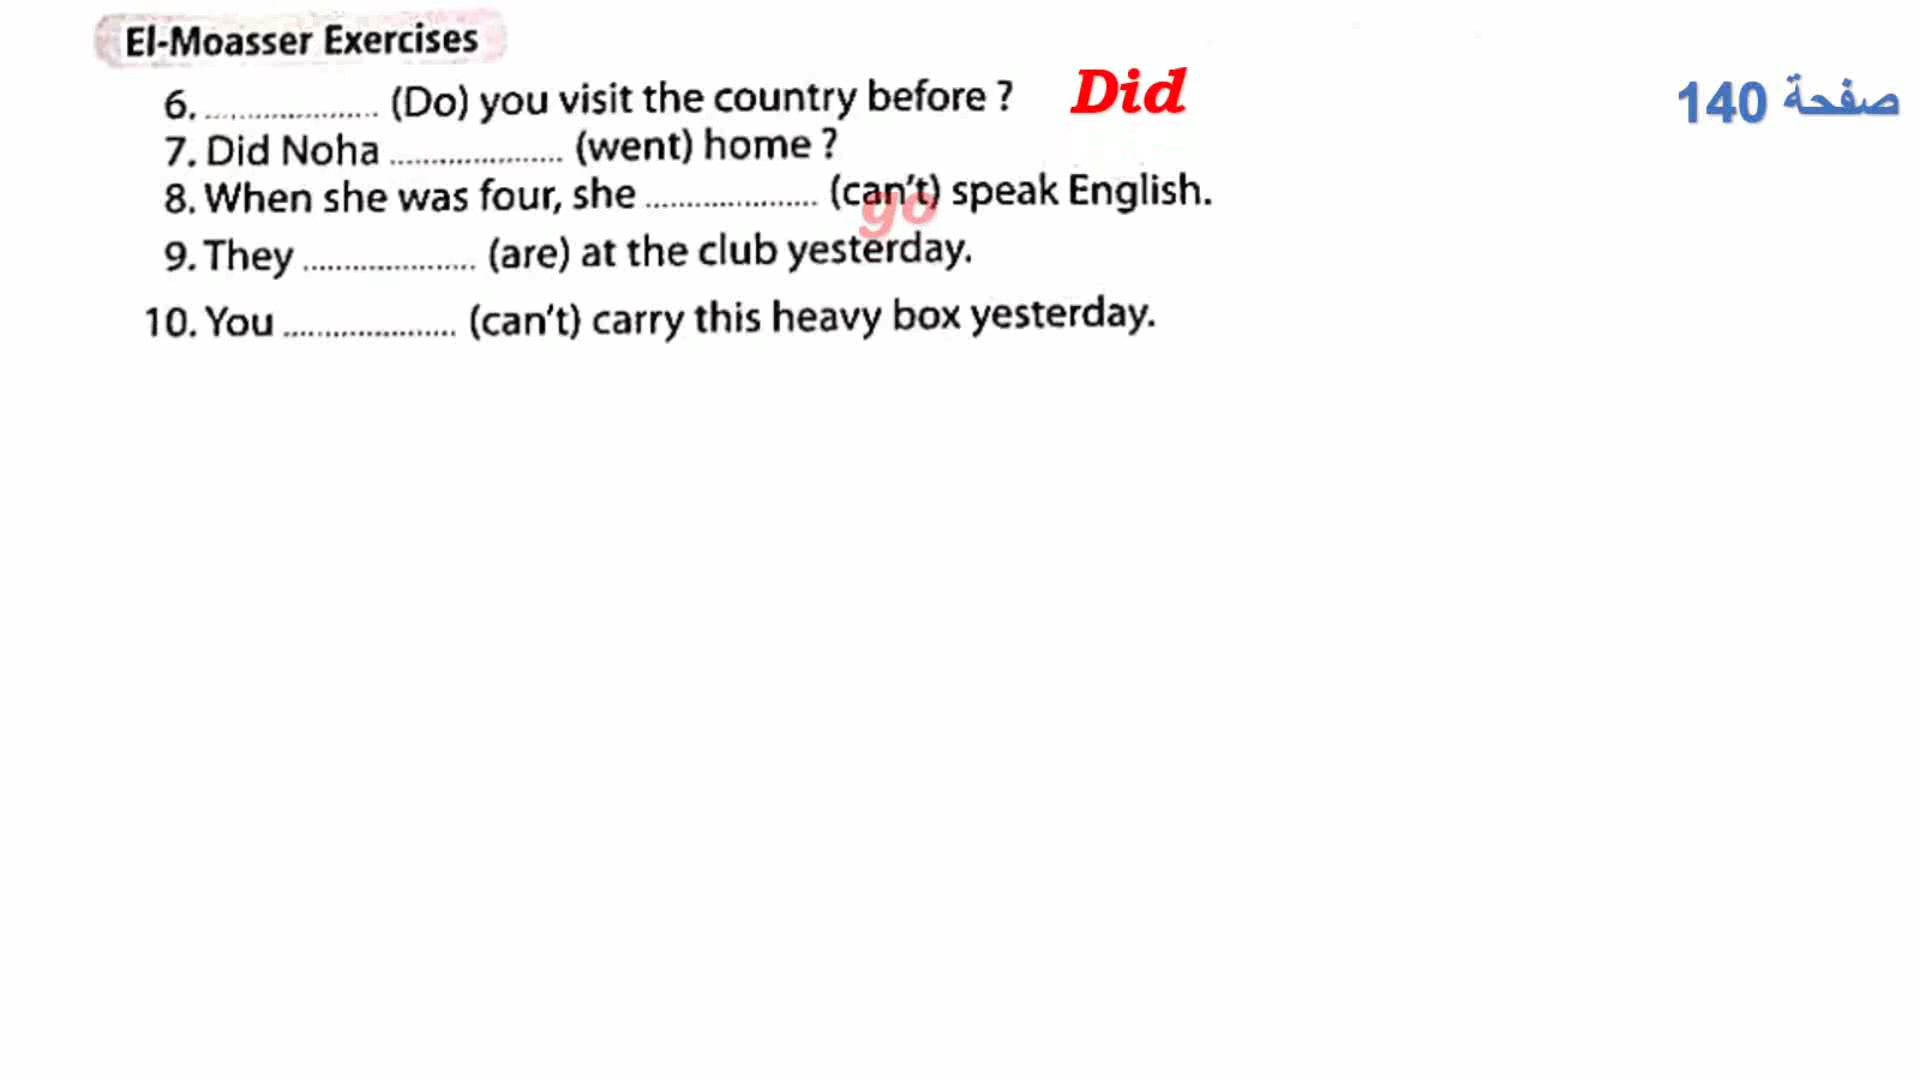 El-Moasser Exercises
صفحة 140
6. .................... (Do) you visit the country before ? Did
7. Did Noha .................... (went) home ?
go
8. When she was four, she .................... (can't) speak English.
9. They .................... (are) at the club yesterday.
10. You .................... (can't) carry this heavy box yesterday.